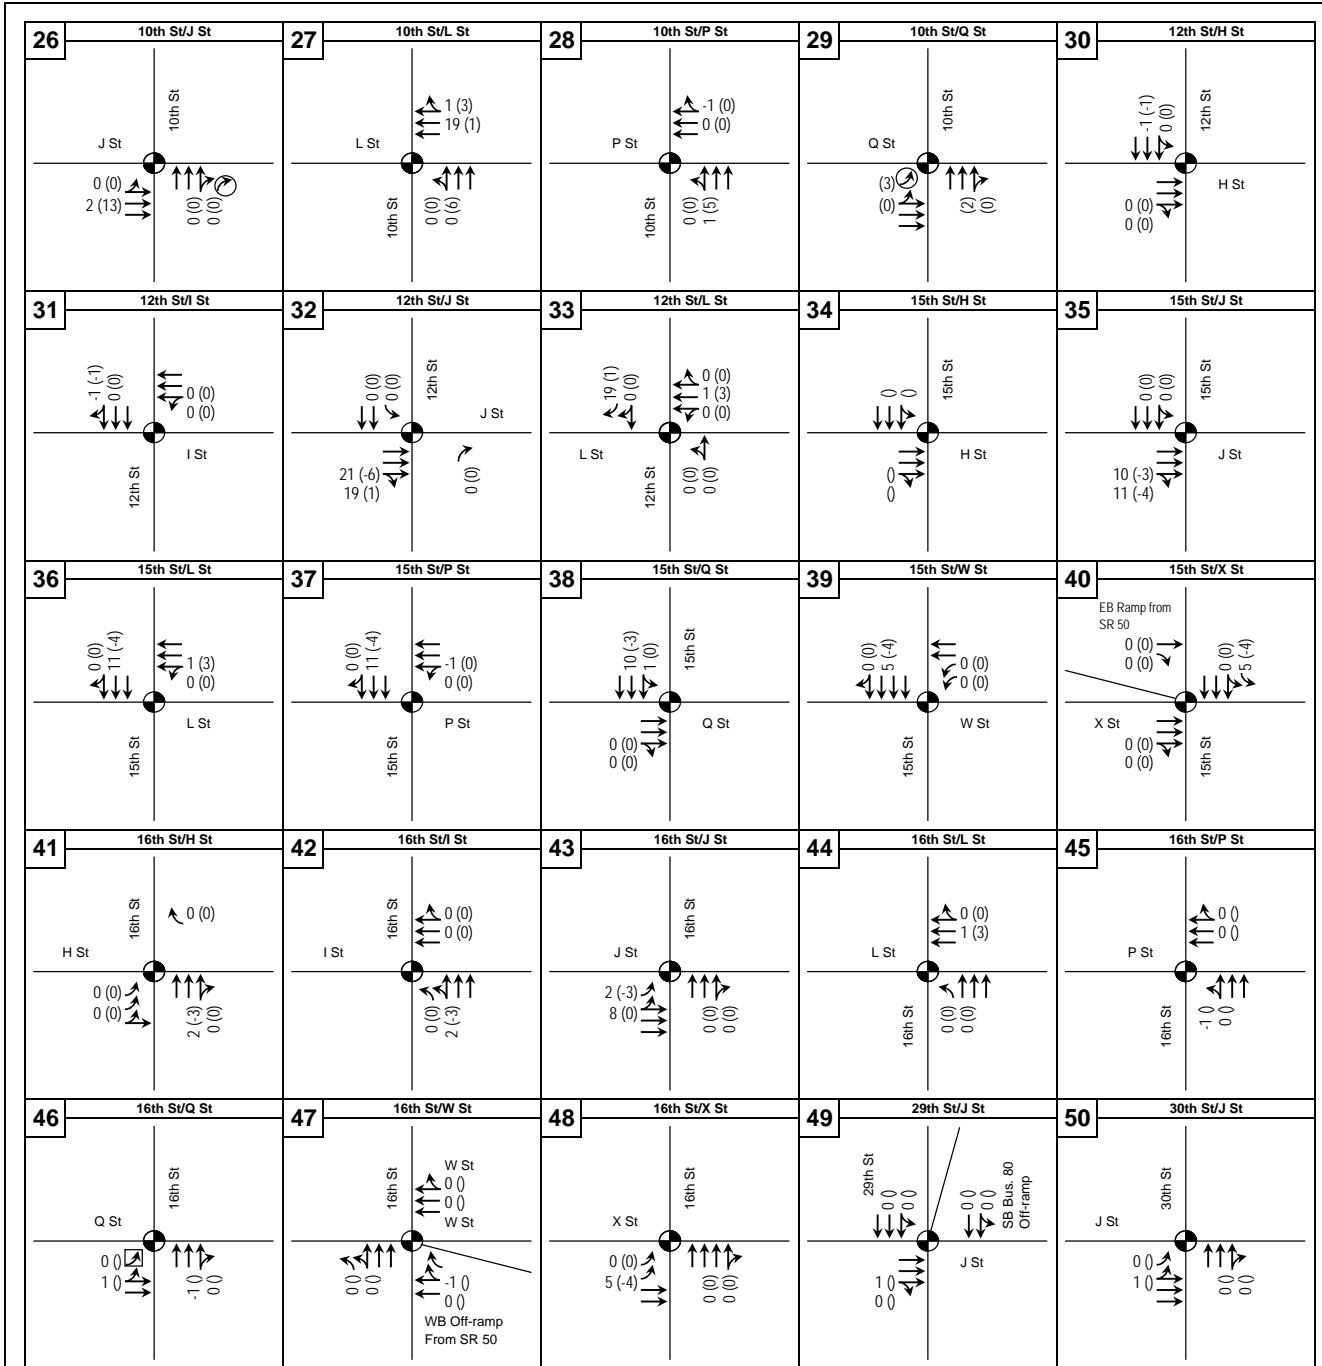 26
10th St/J St
10th St
J St
0 (0)
2 (13)
0 (0)
0 (0)
27
10th St/L St
1 (3)
19 (1)
L St
10th St
0 (0)
0 (6)
28
10th St/P St
-1 (0)
0 (0)
P St
10th St
0 (0)
1 (5)
29
10th St/Q St
10th St
Q St
(3)
(0)
(2)
(0)
30
12th St/H St
-1 (-1)
0 (0)
12th St
H St
0 (0)
0 (0)
31
12th St/I St
-1 (-1)
0 (0)
0 (0)
0 (0)
I St
12th St
32
12th St/J St
0 (0)
0 (0)
12th St
J St
21 (-6)
19 (1)
0 (0)
33
12th St/L St
19 (1)
0 (0)
0 (0)
1 (3)
0 (0)
L St
12th St
0 (0)
0 (0)
34
15th St/H St
()
()
15th St
H St
()
()
35
15th St/J St
0 (0)
0 (0)
15th St
J St
10 (-3)
11 (-4)
36
15th St/L St
0 (0)
11 (-4)
1 (3)
0 (0)
L St
15th St
37
15th St/P St
0 (0)
11 (-4)
-1 (0)
0 (0)
P St
15th St
38
15th St/Q St
10 (-3)
1 (0)
15th St
Q St
0 (0)
0 (0)
39
15th St/W St
0 (0)
5 (-4)
0 (0)
0 (0)
W St
15th St
40
15th St/X St
EB Ramp from
SR 50
0 (0)
0 (0)
0 (0)
5 (-4)
X St
0 (0)
0 (0)
15th St
41
16th St/H St
16th St
0 (0)
H St
0 (0)
0 (0)
2 (-3)
0 (0)
42
16th St/I St
16th St
0 (0)
0 (0)
I St
0 (0)
2 (-3)
43
16th St/J St
16th St
J St
2 (-3)
8 (0)
0 (0)
0 (0)
44
16th St/L St
0 (0)
1 (3)
L St
16th St
0 (0)
0 (0)
45
16th St/P St
0 ()
0 ()
P St
16th St
-1 ()
0 ()
46
16th St/Q St
16th St
Q St
0 ()
1 ()
-1 ()
0 ()
47
16th St/W St
16th St
W St
0 ()
0 ()
W St
0 ()
0 ()
-1 ()
0 ()
WB Off-ramp
From SR 50
48
16th St/X St
16th St
X St
0 (0)
5 (-4)
0 (0)
0 (0)
49
29th St/J St
29th St
0 ()
0 ()
0 ()
0 ()
SB Bus. 80
Off-ramp
J St
1 ()
0 ()
50
30th St/J St
30th St
J St
0 ()
1 ()
0 ()
0 ()